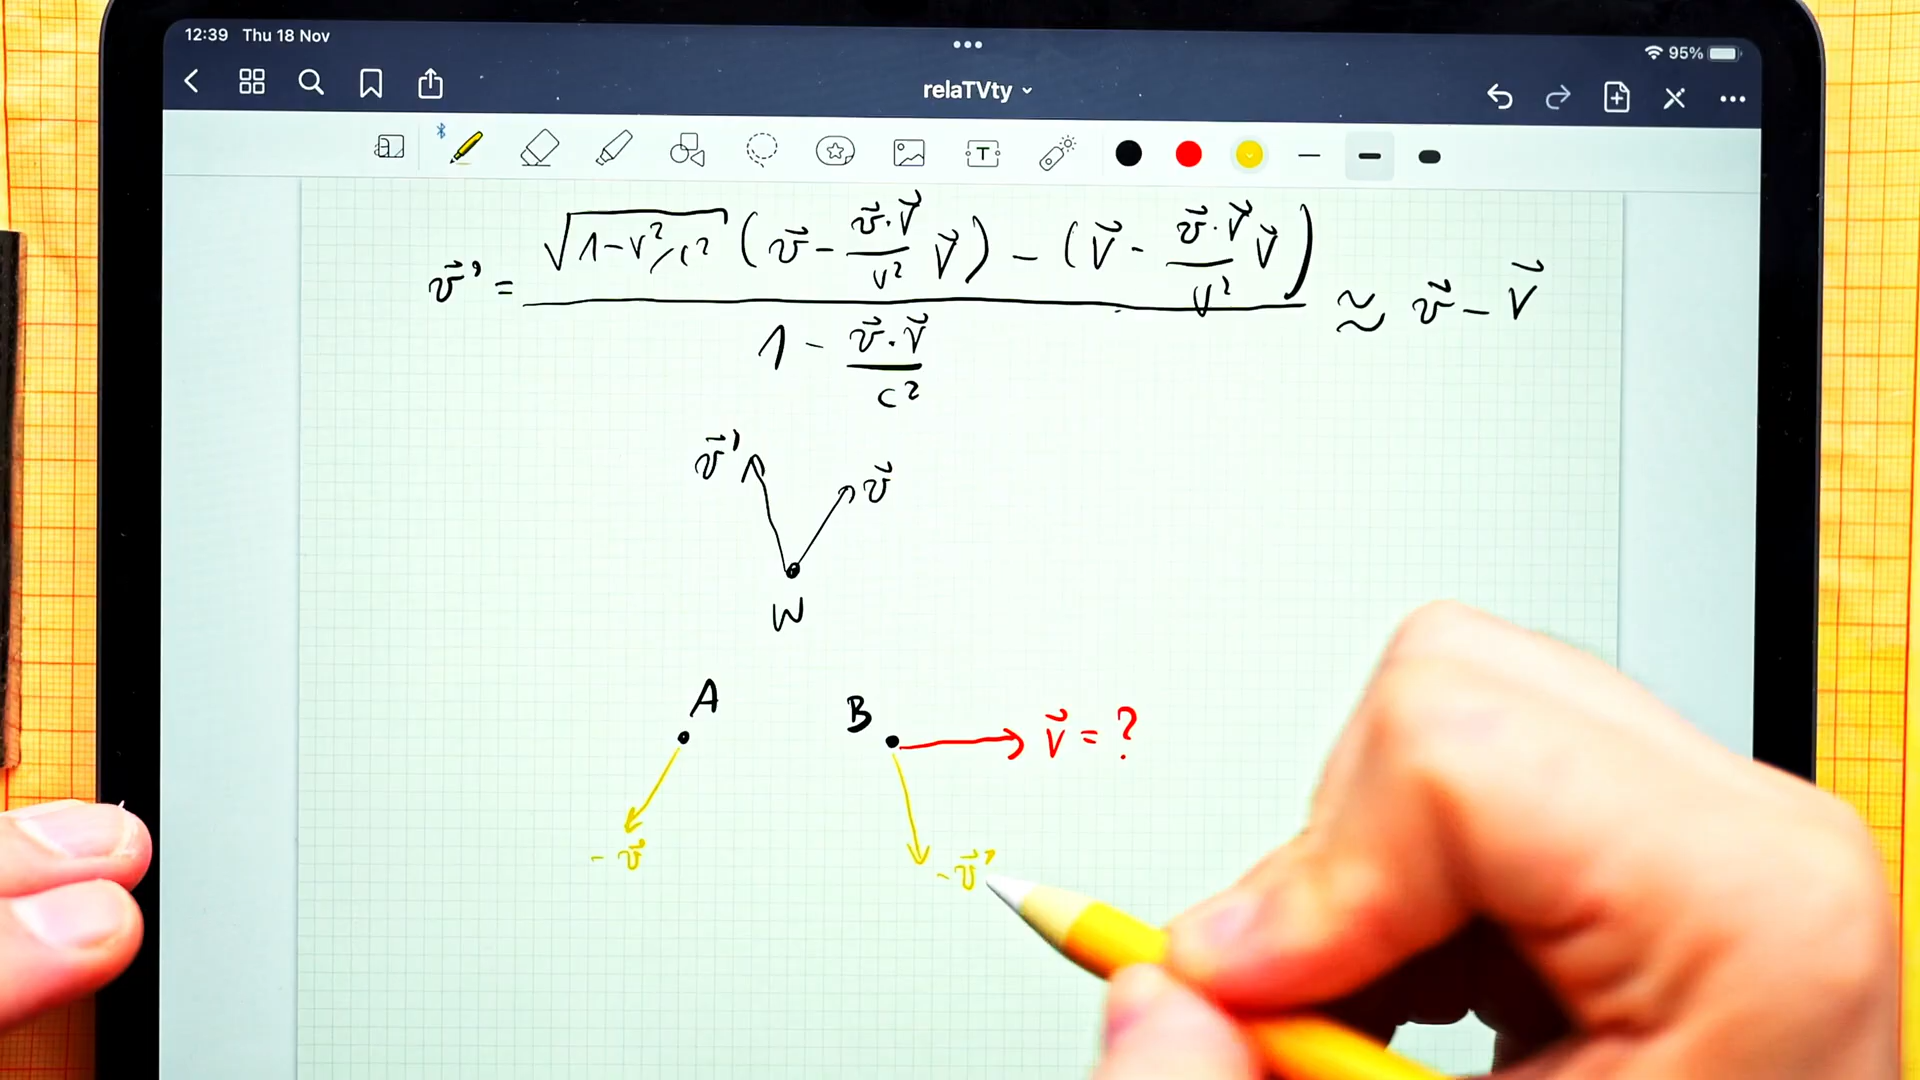 12:39 Thu 18 Nov
95%
relaTVty
T
v⃗' = (√(1-V²/c²) (v⃗ - (v⃗·V⃗)/V² V⃗) - (V⃗ - (v⃗·V⃗)/V² V⃗)) / (1 - (v⃗·V⃗)/c²) ≈ v⃗ - V⃗
v⃗' v⃗
W
A B
V⃗ = ?
-v⃗ -v⃗'